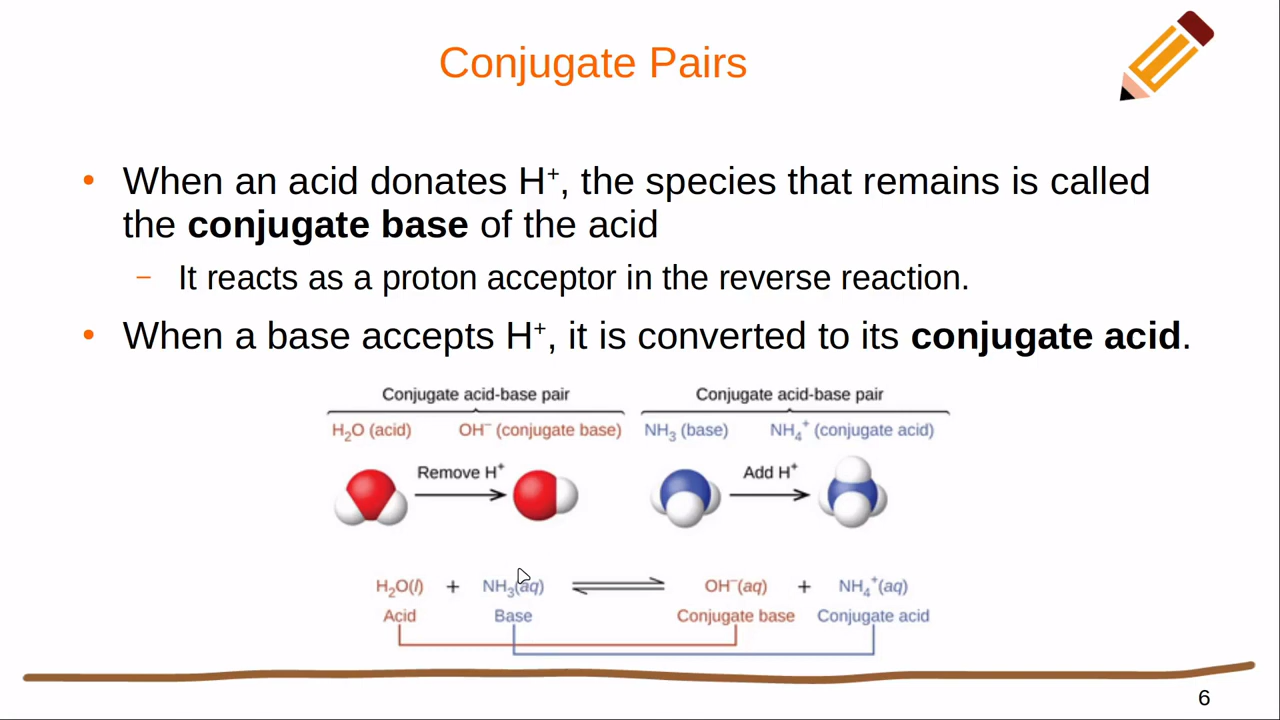 Conjugate Pairs
• When an acid donates H⁺, the species that remains is called
the conjugate base of the acid
– It reacts as a proton acceptor in the reverse reaction.
• When a base accepts H⁺, it is converted to its conjugate acid.
Conjugate acid-base pair Conjugate acid-base pair
H₂O (acid) OH⁻ (conjugate base) NH₃ (base) NH₄⁺ (conjugate acid)
Remove H⁺ Add H⁺
H₂O(l) + NH₃(aq) ⇌ OH⁻(aq) + NH₄⁺(aq)
Acid Base Conjugate base Conjugate acid
6